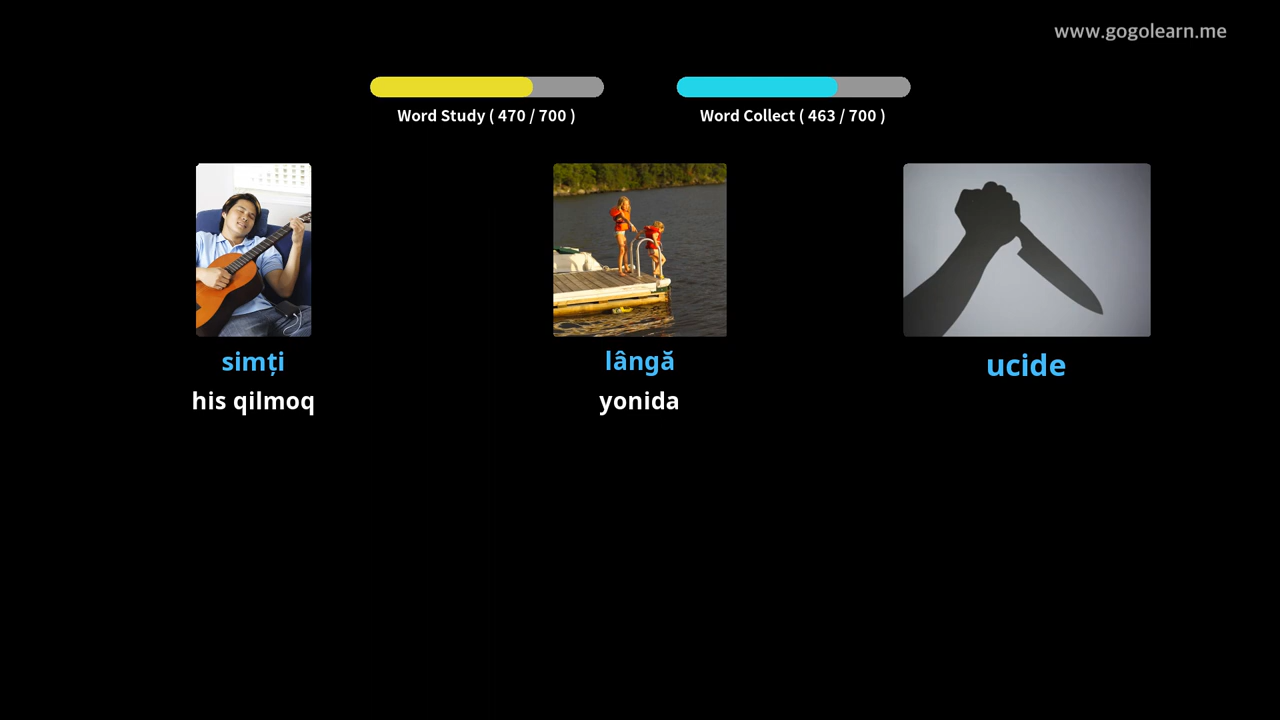 www.gogolearn.me
Word Study ( 470 / 700 )
Word Collect ( 463 / 700 )
simți
his qilmoq
lângă
yonida
ucide